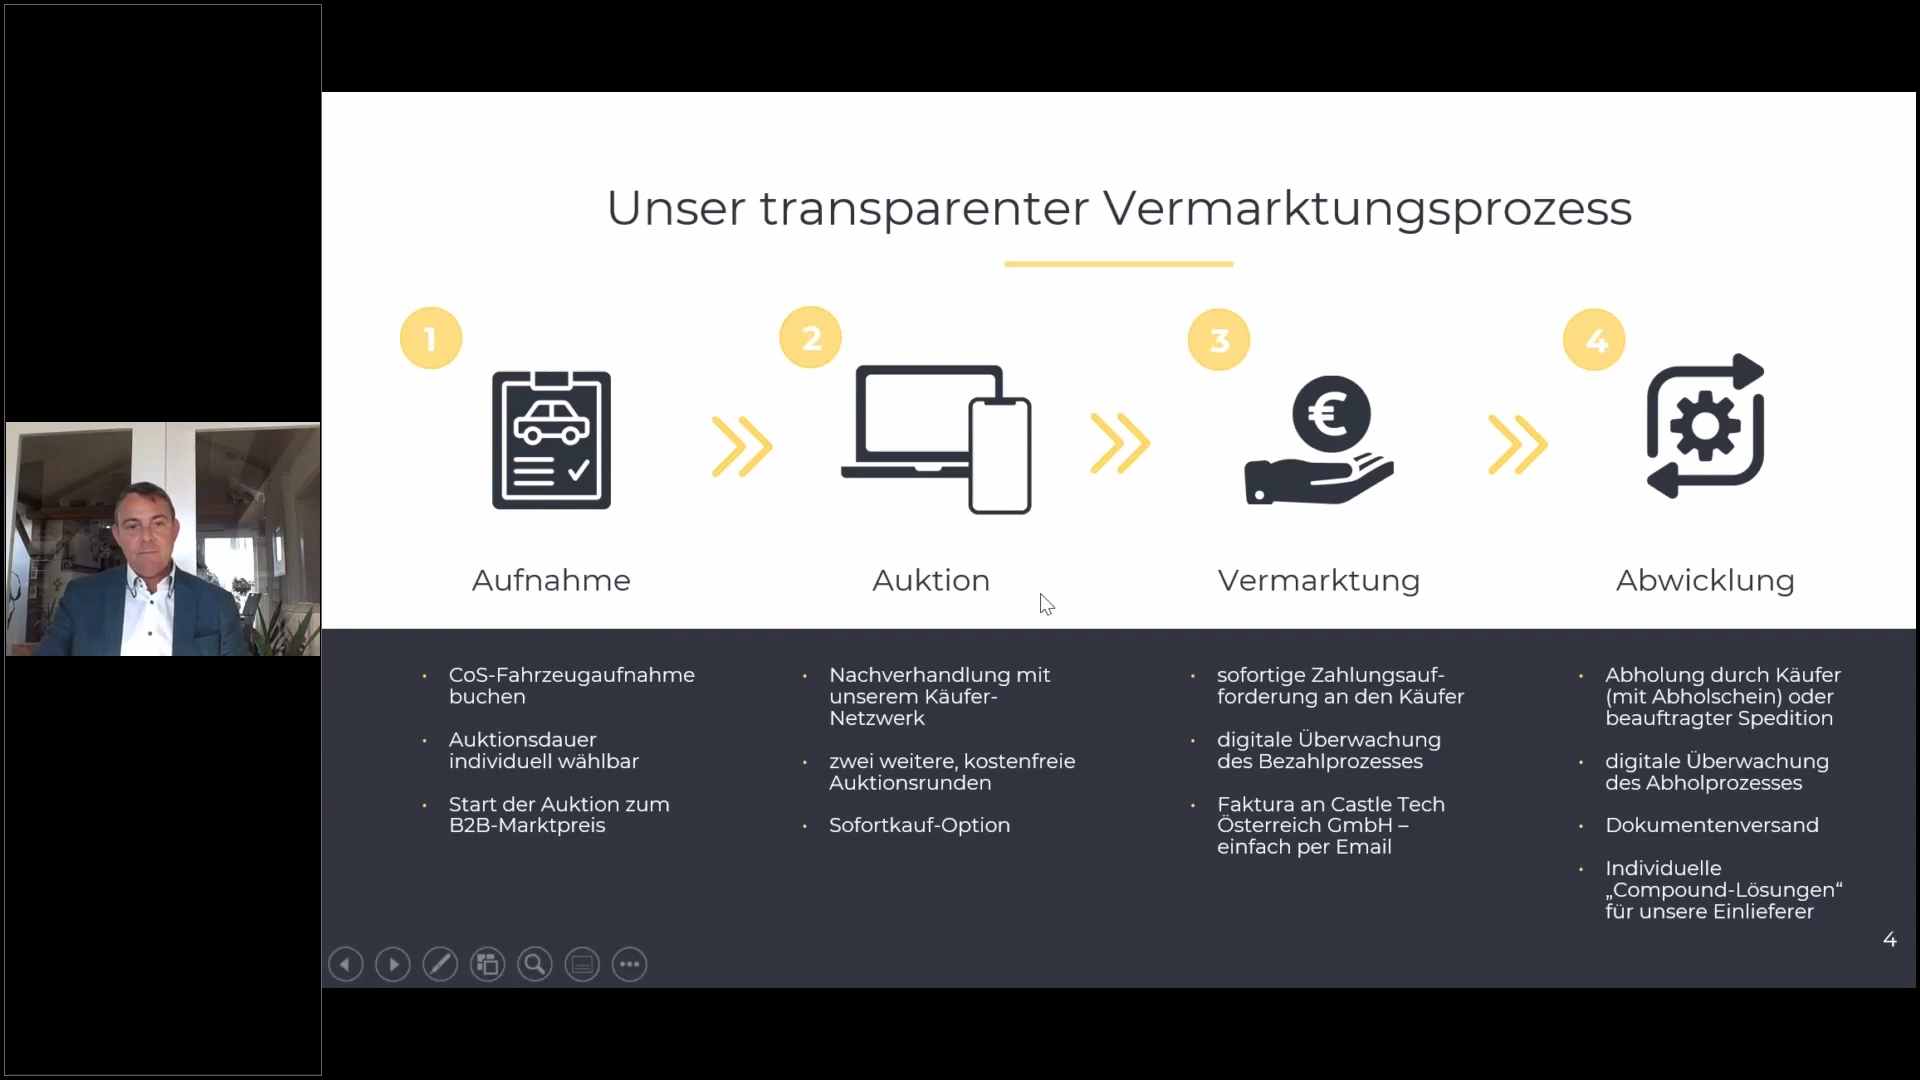 Unser transparenter Vermarktungsprozess
1
2
3
4
€
Aufnahme
Auktion
Vermarktung
Abwicklung
• CoS-Fahrzeugaufnahme
buchen
• Auktionsdauer
individuell wählbar
• Start der Auktion zum
B2B-Marktpreis
• Nachverhandlung mit
unserem Käufer-
Netzwerk
• zwei weitere, kostenfreie
Auktionsrunden
• Sofortkauf-Option
• sofortige Zahlungsauf-
forderung an den Käufer
• digitale Überwachung
des Bezahlprozesses
• Faktura an Castle Tech
Österreich GmbH –
einfach per Email
• Abholung durch Käufer
(mit Abholschein) oder
beauftragter Spedition
• digitale Überwachung
des Abholprozesses
• Dokumentenversand
• Individuelle
„Compound-Lösungen“
für unsere Einlieferer
4